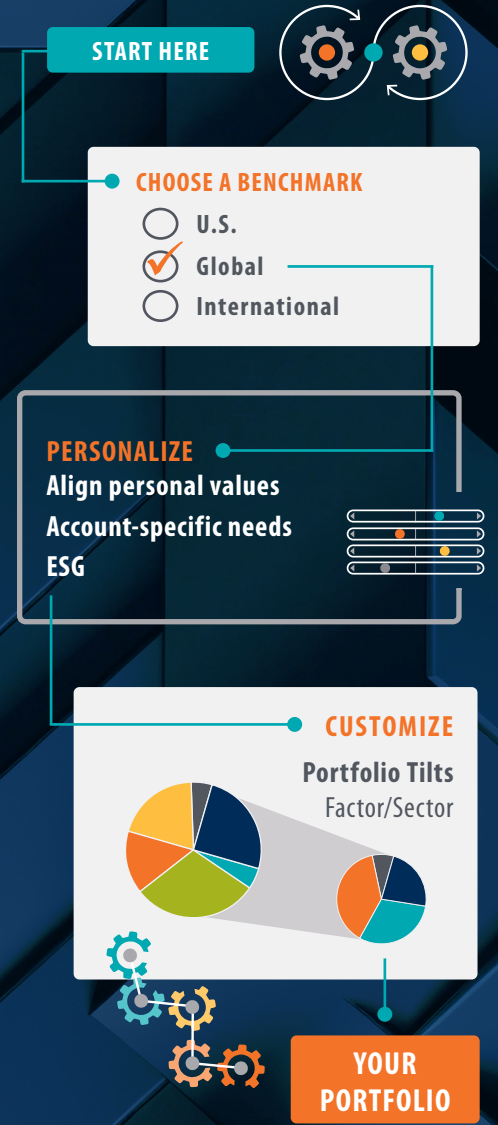 START HERE
CHOOSE A BENCHMARK
U.S.
Global
International
PERSONALIZE
Align personal values
Account-specific needs
ESG
CUSTOMIZE
Portfolio Tilts
Factor/Sector
YOUR
PORTFOLIO